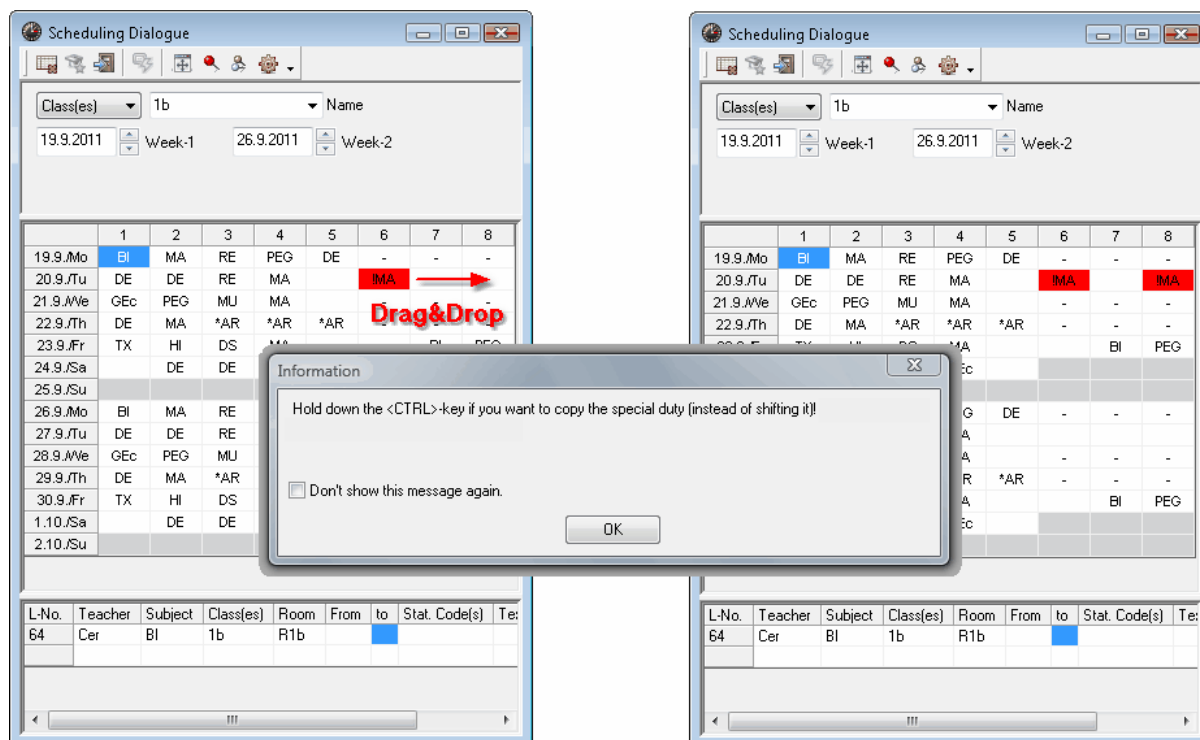 Scheduling Dialogue
Class(es) 1b Name
19.9.2011 Week-1 26.9.2011 Week-2
1 2 3 4 5 6 7 8
19.9./Mo BI MA RE PEG DE - - -
20.9./Tu DE DE RE MA !MA
21.9./We GEc PEG MU MA - - -
Drag&Drop
22.9./Th DE MA *AR *AR *AR - - -
23.9./Fr TX HI DS MA BI PEG
24.9./Sa DE DE
25.9./Su
26.9./Mo BI MA RE
27.9./Tu DE DE RE
28.9./We GEc PEG MU
29.9./Th DE MA *AR
30.9./Fr TX HI DS
1.10./Sa DE DE
2.10./Su
L-No. Teacher Subject Class(es) Room From to Stat. Code(s)
64 Cer BI 1b R1b
Information
Hold down the <CTRL>-key if you want to copy the special duty (instead of shifting it)!
Don't show this message again.
OK
Scheduling Dialogue
Class(es) 1b Name
19.9.2011 Week-1 26.9.2011 Week-2
1 2 3 4 5 6 7 8
19.9./Mo BI MA RE PEG DE - - -
20.9./Tu DE DE RE MA !MA !MA
21.9./We GEc PEG MU MA - - -
22.9./Th DE MA *AR *AR *AR - - -
MA BI PEG
DE - - -
- - -
*AR - - -
BI PEG
L-No. Teacher Subject Class(es) Room From to Stat. Code(s)
64 Cer BI 1b R1b